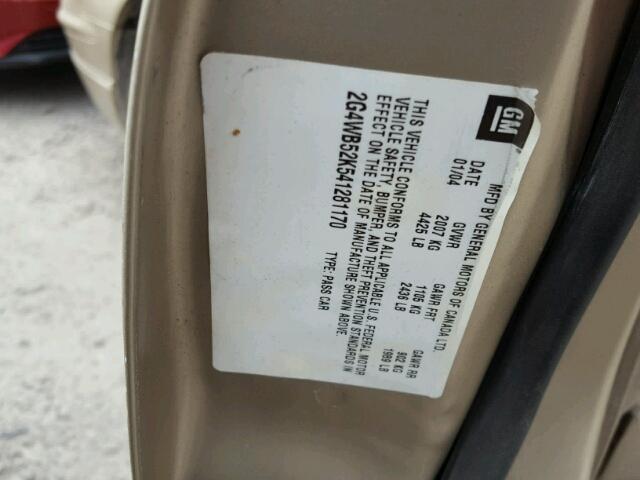 GM
MFD BY GENERAL MOTORS OF CANADA LTD.
DATE GVWR GAWR FRT GAWR RR
01/04 2007 KG 1105 KG 902 KG
4425 LB 2436 LB 1989 LB
THIS VEHICLE CONFORMS TO ALL APPLICABLE U.S. FEDERAL MOTOR
VEHICLE SAFETY, BUMPER, AND THEFT PREVENTION STANDARDS IN
EFFECT ON THE DATE OF MANUFACTURE SHOWN ABOVE.
2G4WB52K541281170 TYPE: PASS CAR